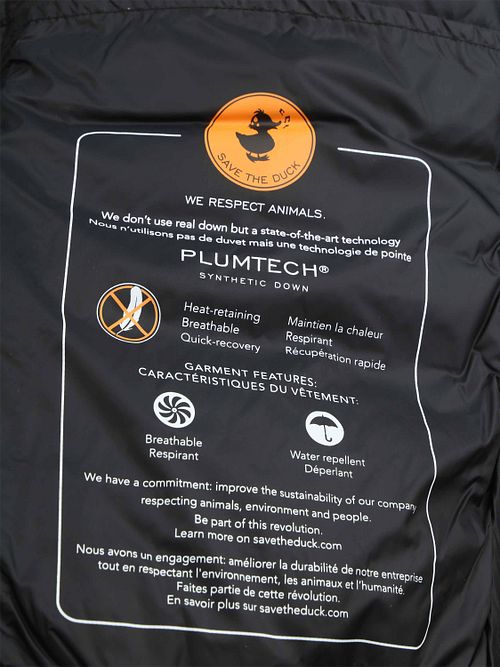 SAVE THE DUCK
WE RESPECT ANIMALS.
We don't use real down but a state-of-the-art technology
Nous n'utilisons pas de duvet mais une technologie de pointe
PLUMTECH®
SYNTHETIC DOWN
Heat-retaining
Breathable
Quick-recovery
Maintien la chaleur
Respirant
Récupération rapide
GARMENT FEATURES:
CARACTÉRISTIQUES DU VÊTEMENT:
Breathable
Respirant
Water repellent
Déperlant
We have a commitment: improve the sustainability of our company
respecting animals, environment and people.
Be part of this revolution.
Learn more on savetheduck.com
Nous avons un engagement: améliorer la durabilité de notre entreprise
tout en respectant l'environnement, les animaux et l'humanité.
Faites partie de cette révolution.
En savoir plus sur savetheduck.com